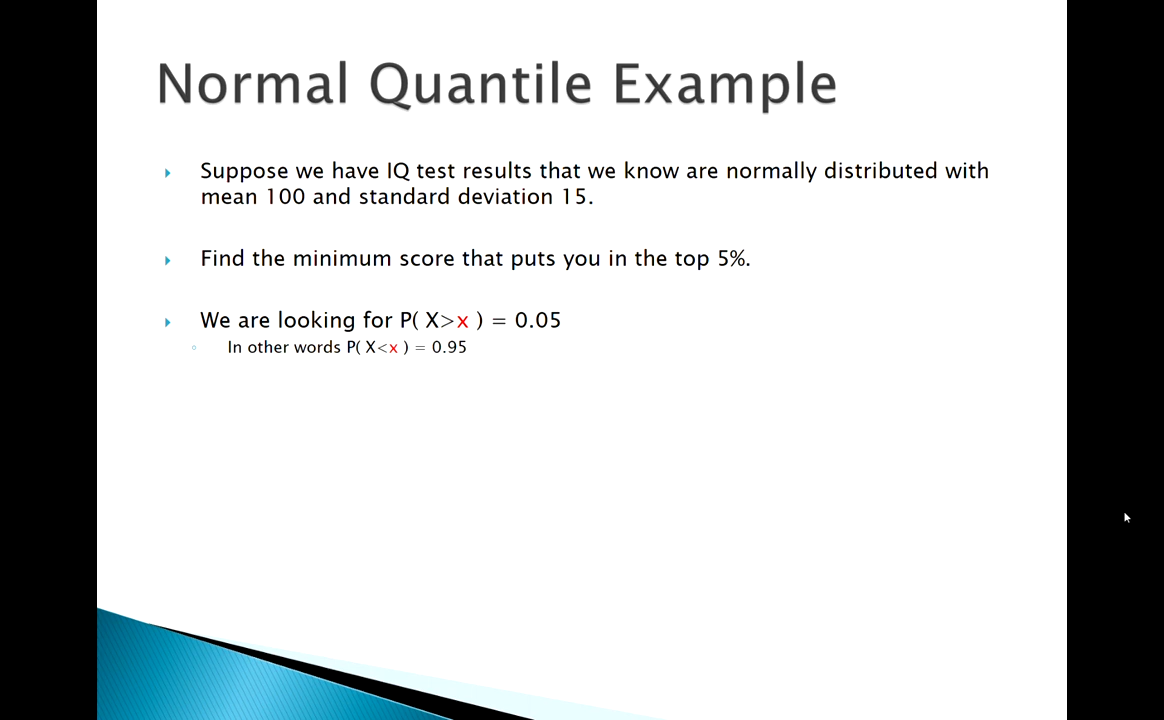 Normal Quantile Example
Suppose we have IQ test results that we know are normally distributed with
mean 100 and standard deviation 15.
Find the minimum score that puts you in the top 5%.
We are looking for P( X>x ) = 0.05
In other words P( X<x ) = 0.95